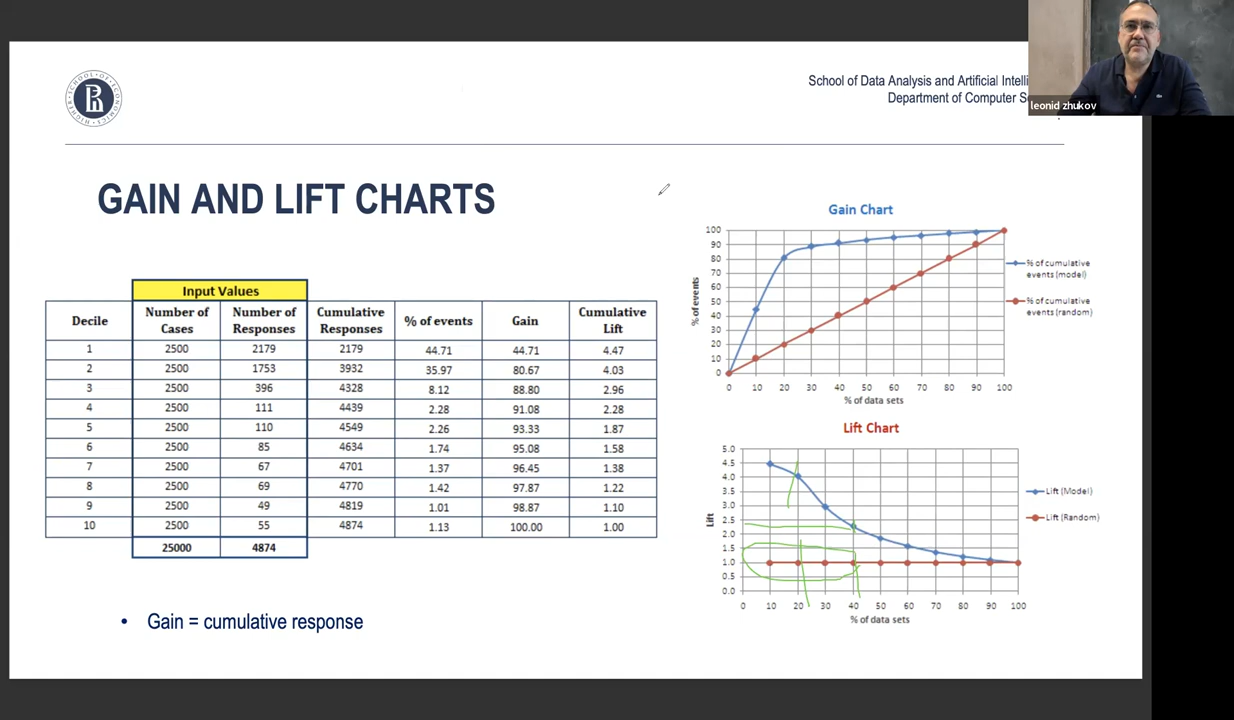 School of Data Analysis and Artificial Intelli
Department of Computer S
leonid zhukov
GAIN AND LIFT CHARTS
Input Values
Decile Number of Cases Number of Responses Cumulative Responses % of events Gain Cumulative Lift
1 2500 2179 2179 44.71 44.71 4.47
2 2500 1753 3932 35.97 80.67 4.03
3 2500 396 4328 8.12 88.80 2.96
4 2500 111 4439 2.28 91.08 2.28
5 2500 110 4549 2.26 93.33 1.87
6 2500 85 4634 1.74 95.08 1.58
7 2500 67 4701 1.37 96.45 1.38
8 2500 69 4770 1.42 97.87 1.22
9 2500 49 4819 1.01 98.87 1.10
10 2500 55 4874 1.13 100.00 1.00
25000 4874
• Gain = cumulative response
Gain Chart
100
90
80
70
60
50
40
30
20
10
0
% of events
0 10 20 30 40 50 60 70 80 90 100
% of data sets
% of cumulative
events (model)
% of cumulative
events (random)
Lift Chart
5.0
4.5
4.0
3.5
3.0
2.5
2.0
1.5
1.0
0.5
0.0
Lift
0 10 20 30 40 50 60 70 80 90 100
% of data sets
Lift (Model)
Lift (Random)